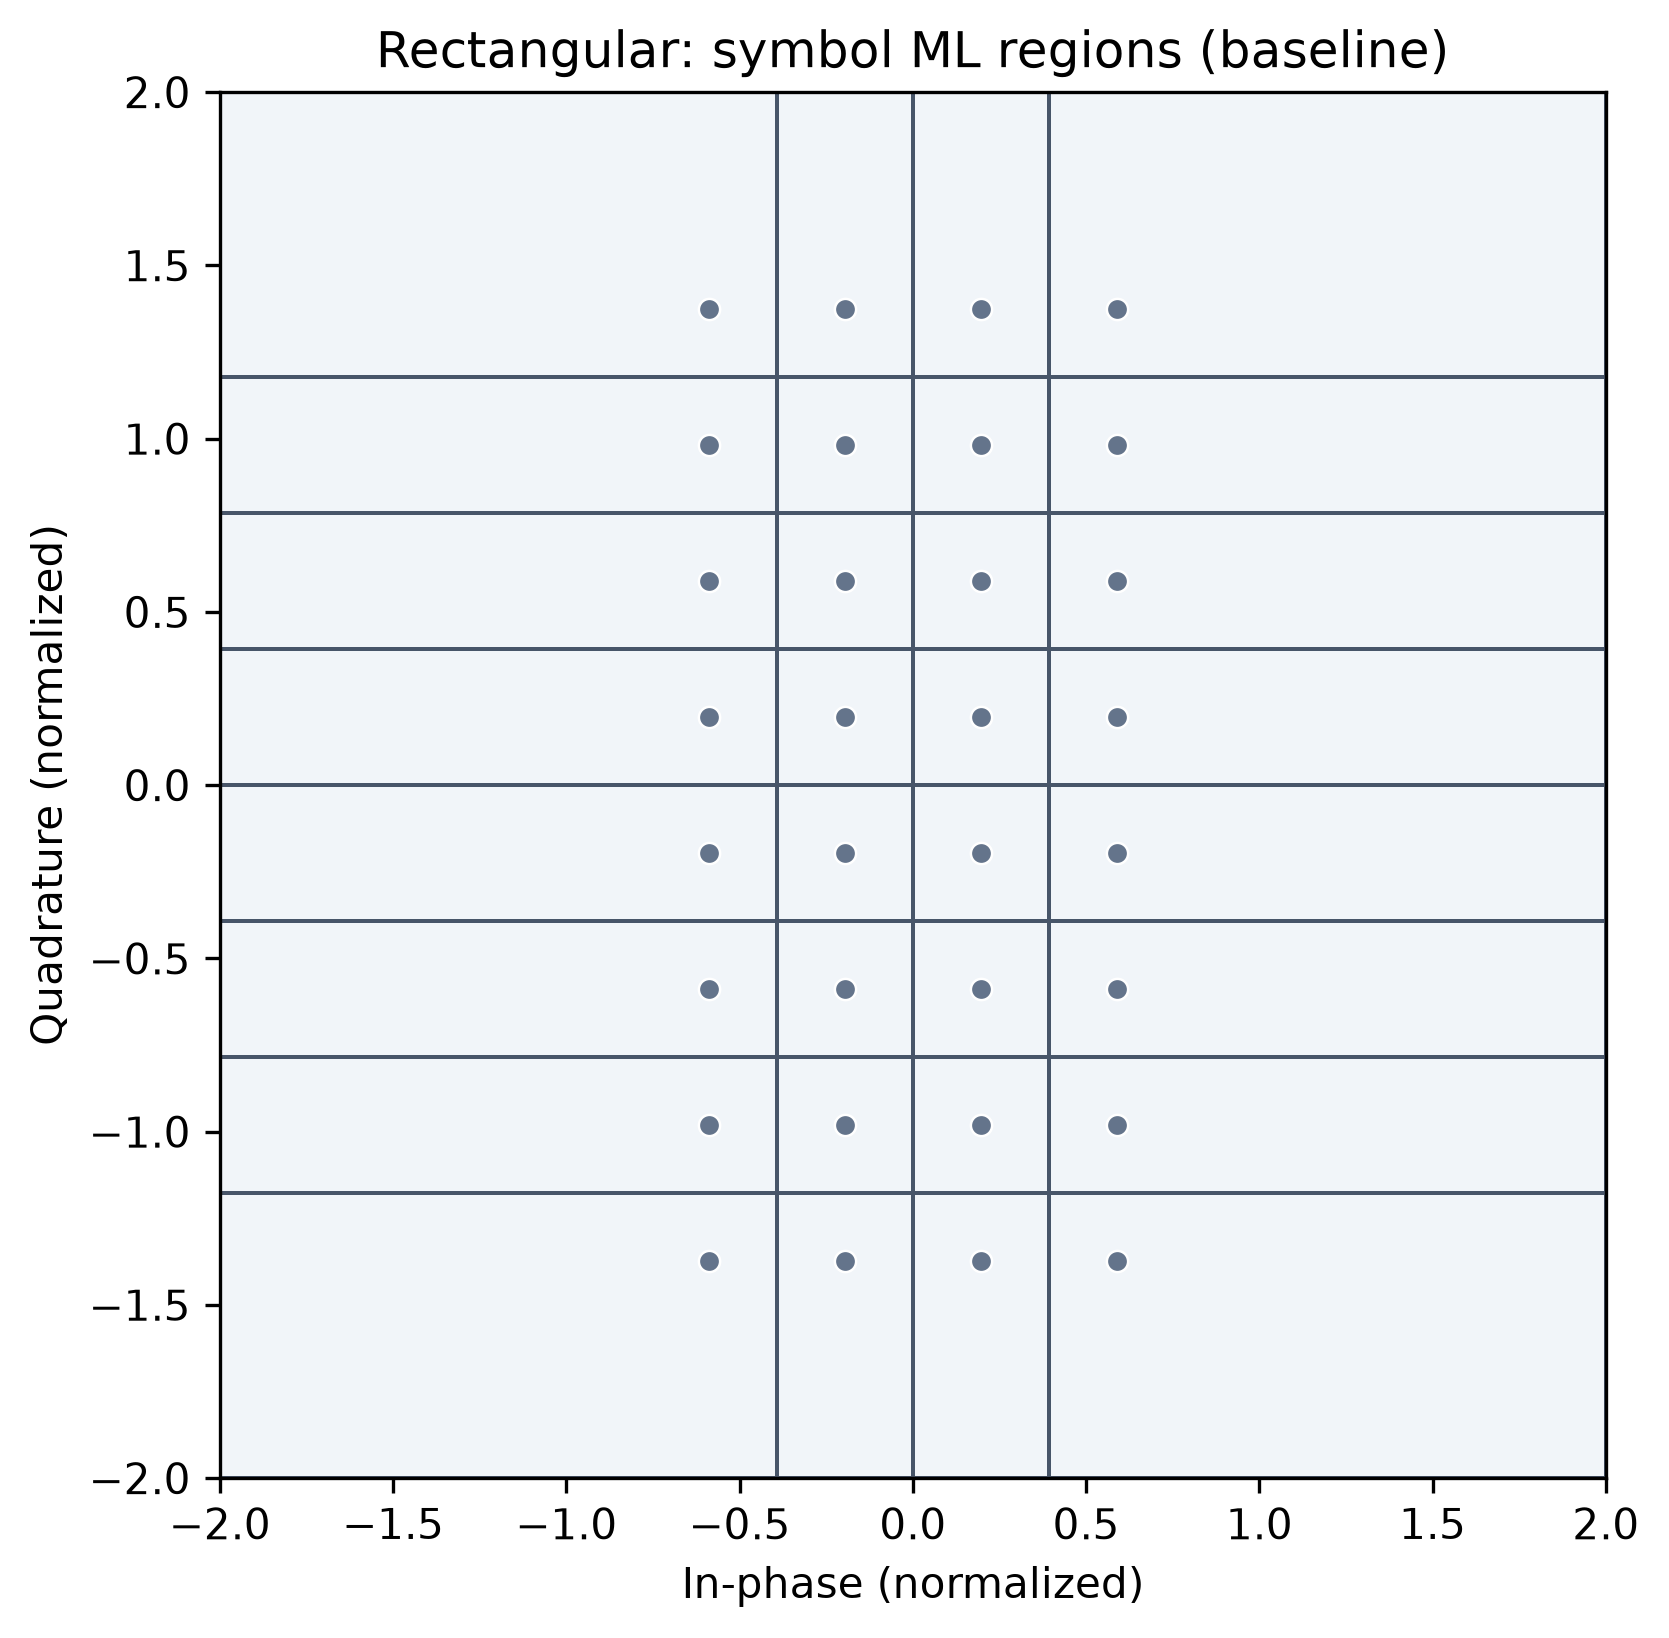 Rectangular: symbol ML regions (baseline)
2.0
1.5
1.0
0.5
0.0
−0.5
−1.0
−1.5
−2.0
Quadrature (normalized)
−2.0 −1.5 −1.0 −0.5 0.0 0.5 1.0 1.5 2.0
In-phase (normalized)